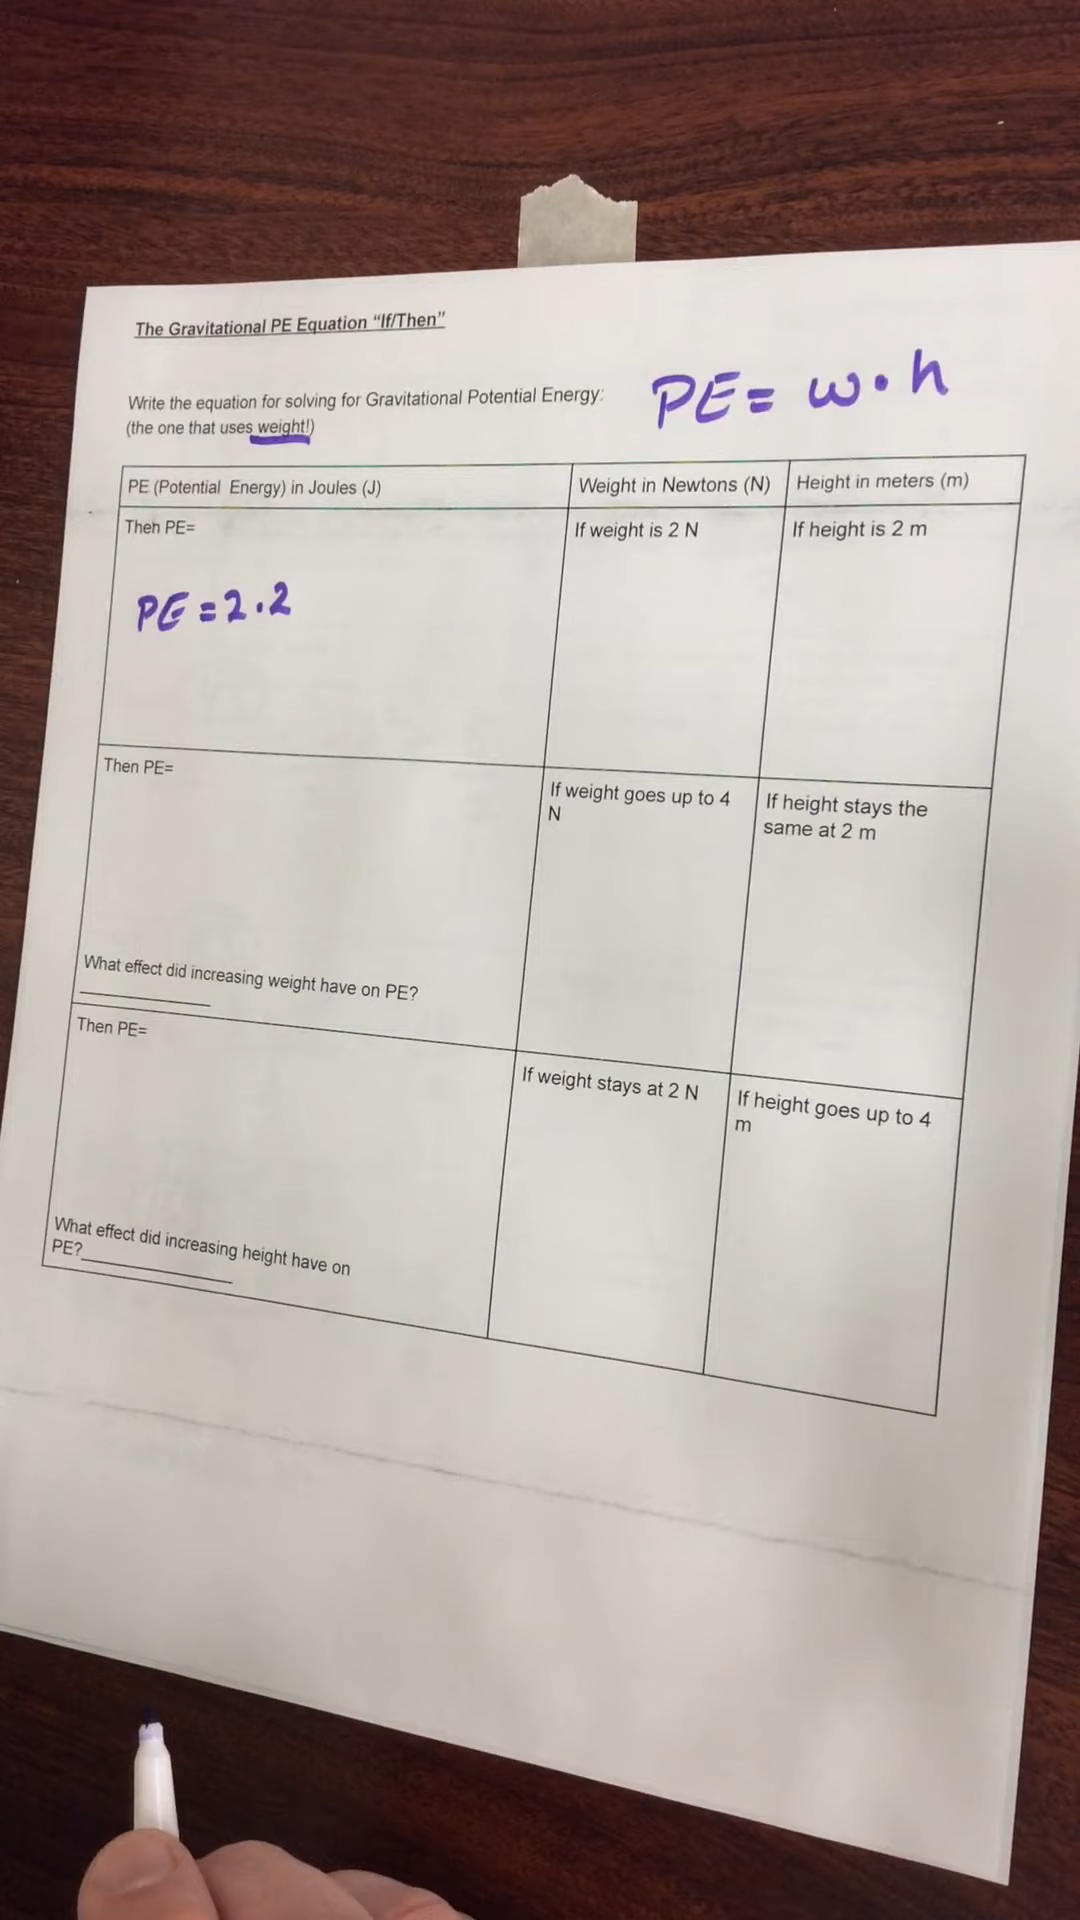 The Gravitational PE Equation “If/Then”
Write the equation for solving for Gravitational Potential Energy:
(the one that uses weight!)
PE= w·h
PE (Potential Energy) in Joules (J)
Weight in Newtons (N)
Height in meters (m)
Theh PE=
PE=2·2
If weight is 2 N
If height is 2 m
Then PE=
What effect did increasing weight have on PE?
If weight goes up to 4
N
If height stays the
same at 2 m
Then PE=
What effect did increasing height have on
PE?
If weight stays at 2 N
If height goes up to 4
m